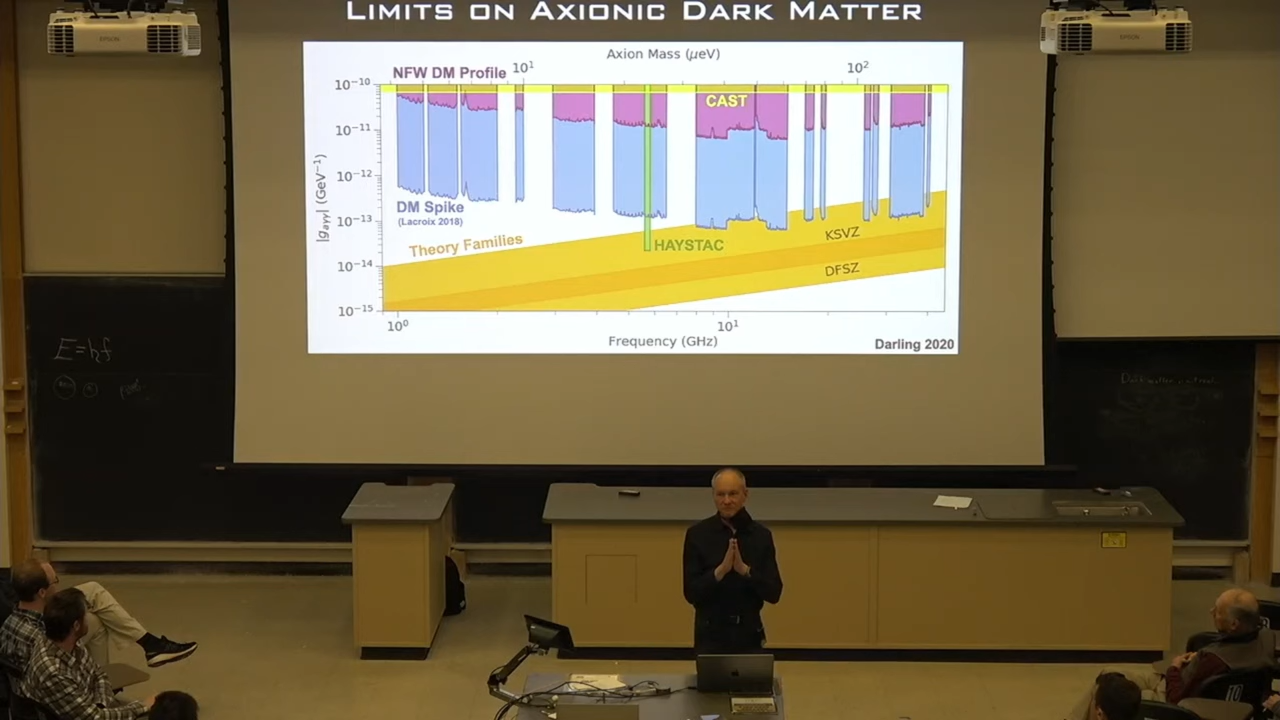 LIMITS ON AXIONIC DARK MATTER
EPSON
EPSON
Axion Mass (μeV)
NFW DM Profile
10¹
10²
10⁻¹⁰
CAST
10⁻¹¹
10⁻¹²
|gₐγγ| (GeV⁻¹)
10⁻¹³
DM Spike
(Lacroix 2018)
Theory Families
HAYSTAC
KSVZ
10⁻¹⁴
DFSZ
10⁻¹⁵
10⁰
10¹
Frequency (GHz)
Darling 2020
E=hf